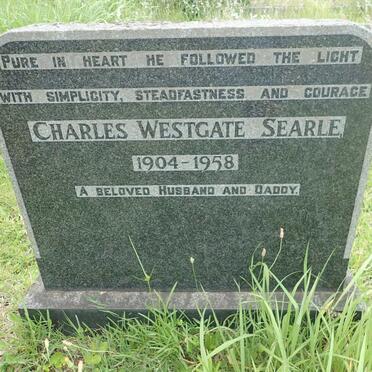 PURE IN HEART HE FOLLOWED THE LIGHT
WITH SIMPLICITY, STEADFASTNESS AND COURAGE
CHARLES WESTGATE SEARLE,
1904-1958
A BELOVED HUSBAND AND DADDY.